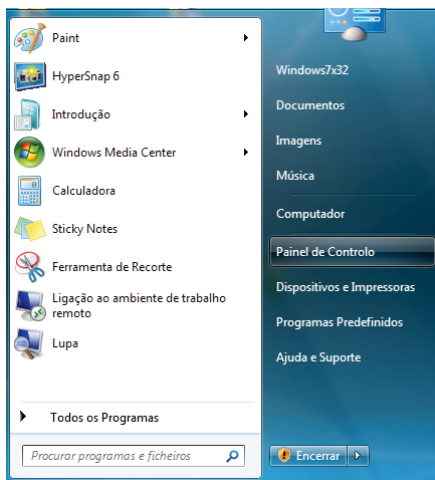 Paint
HyperSnap 6
Introdução
Windows Media Center
Calculadora
Sticky Notes
Ferramenta de Recorte
Ligação ao ambiente de trabalho
remoto
Lupa
Todos os Programas
Procurar programas e ficheiros
Windows7x32
Documentos
Imagens
Música
Computador
Painel de Controlo
Dispositivos e Impressoras
Programas Predefinidos
Ajuda e Suporte
Encerrar